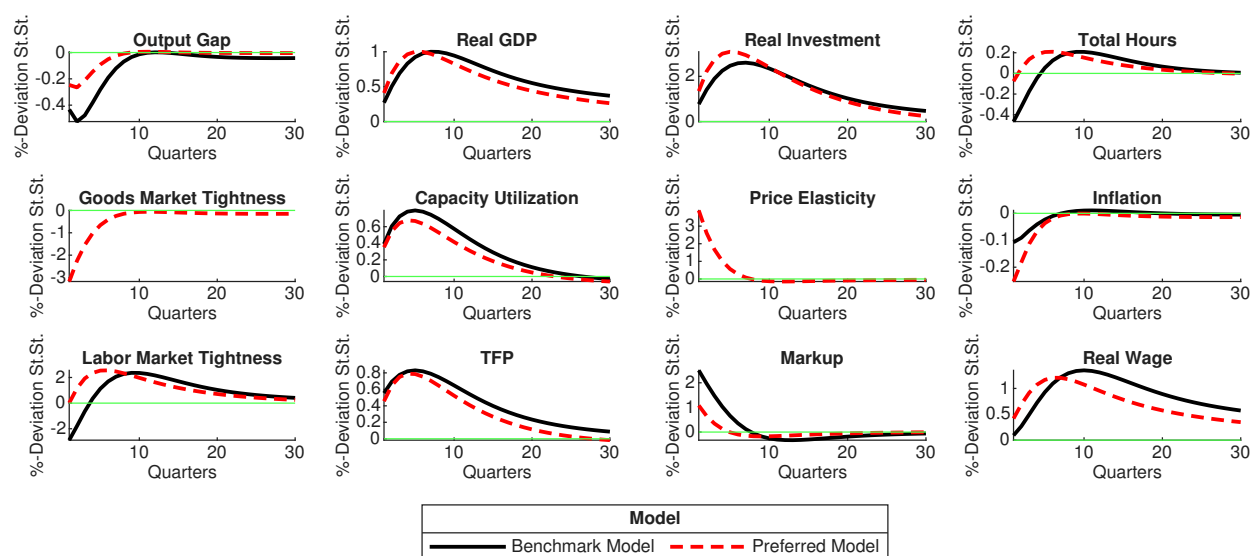 Output Gap
%-Deviation St.St.
0
-0.2
-0.4
10 20 30
Quarters
Real GDP
%-Deviation St.St.
1
0.5
0
10 20 30
Quarters
Real Investment
%-Deviation St.St.
2
0
10 20 30
Quarters
Total Hours
%-Deviation St.St.
0.2
0
-0.2
-0.4
10 20 30
Quarters
Goods Market Tightness
%-Deviation St.St.
0
-1
-2
-3
10 20 30
Quarters
Capacity Utilization
%-Deviation St.St.
0.6
0.4
0.2
0
10 20 30
Quarters
Price Elasticity
%-Deviation St.St.
3
2
1
0
10 20 30
Quarters
Inflation
%-Deviation St.St.
0
-0.1
-0.2
10 20 30
Quarters
Labor Market Tightness
%-Deviation St.St.
2
0
-2
10 20 30
Quarters
TFP
%-Deviation St.St.
0.8
0.6
0.4
0.2
0
10 20 30
Quarters
Markup
%-Deviation St.St.
2
1
0
10 20 30
Quarters
Real Wage
%-Deviation St.St.
1
0.5
0
10 20 30
Quarters
Model
Benchmark Model Preferred Model